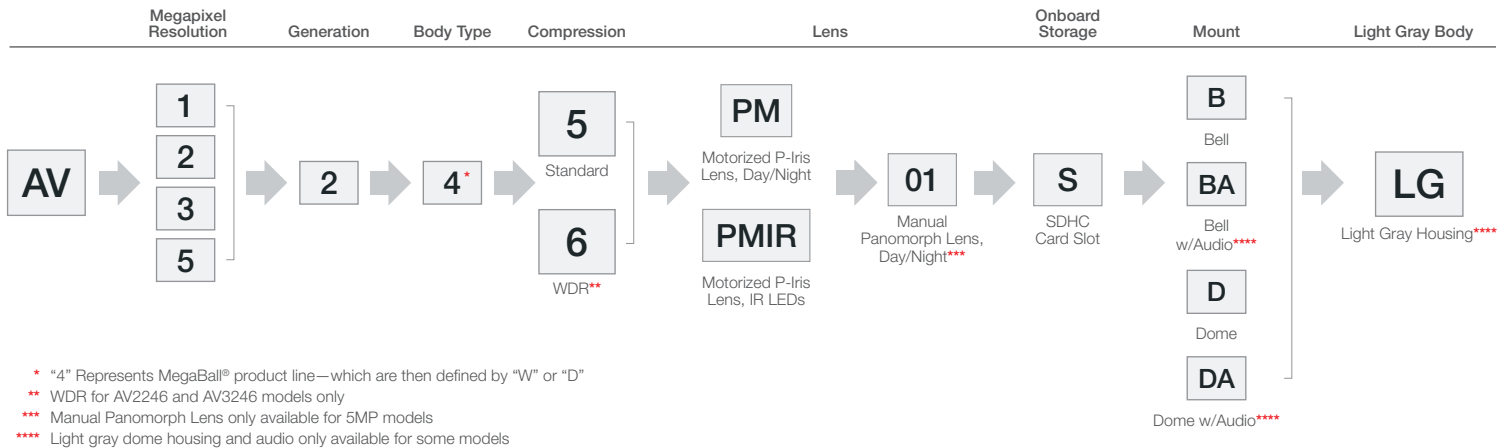 Megapixel
Resolution
Generation
Body Type
Compression
Lens
Onboard
Storage
Mount
Light Gray Body
AV
1
2
3
5
2
4*
5
Standard
6
WDR**
PM
Motorized P-Iris
Lens, Day/Night
PMIR
Motorized P-Iris
Lens, IR LEDs
01
Manual
Panomorph Lens,
Day/Night***
S
SDHC
Card Slot
B
Bell
BA
Bell
w/Audio****
D
Dome
DA
Dome w/Audio****
LG
Light Gray Housing****
* “4” Represents MegaBall® product line—which are then defined by “W” or “D”
** WDR for AV2246 and AV3246 models only
*** Manual Panomorph Lens only available for 5MP models
**** Light gray dome housing and audio only available for some models